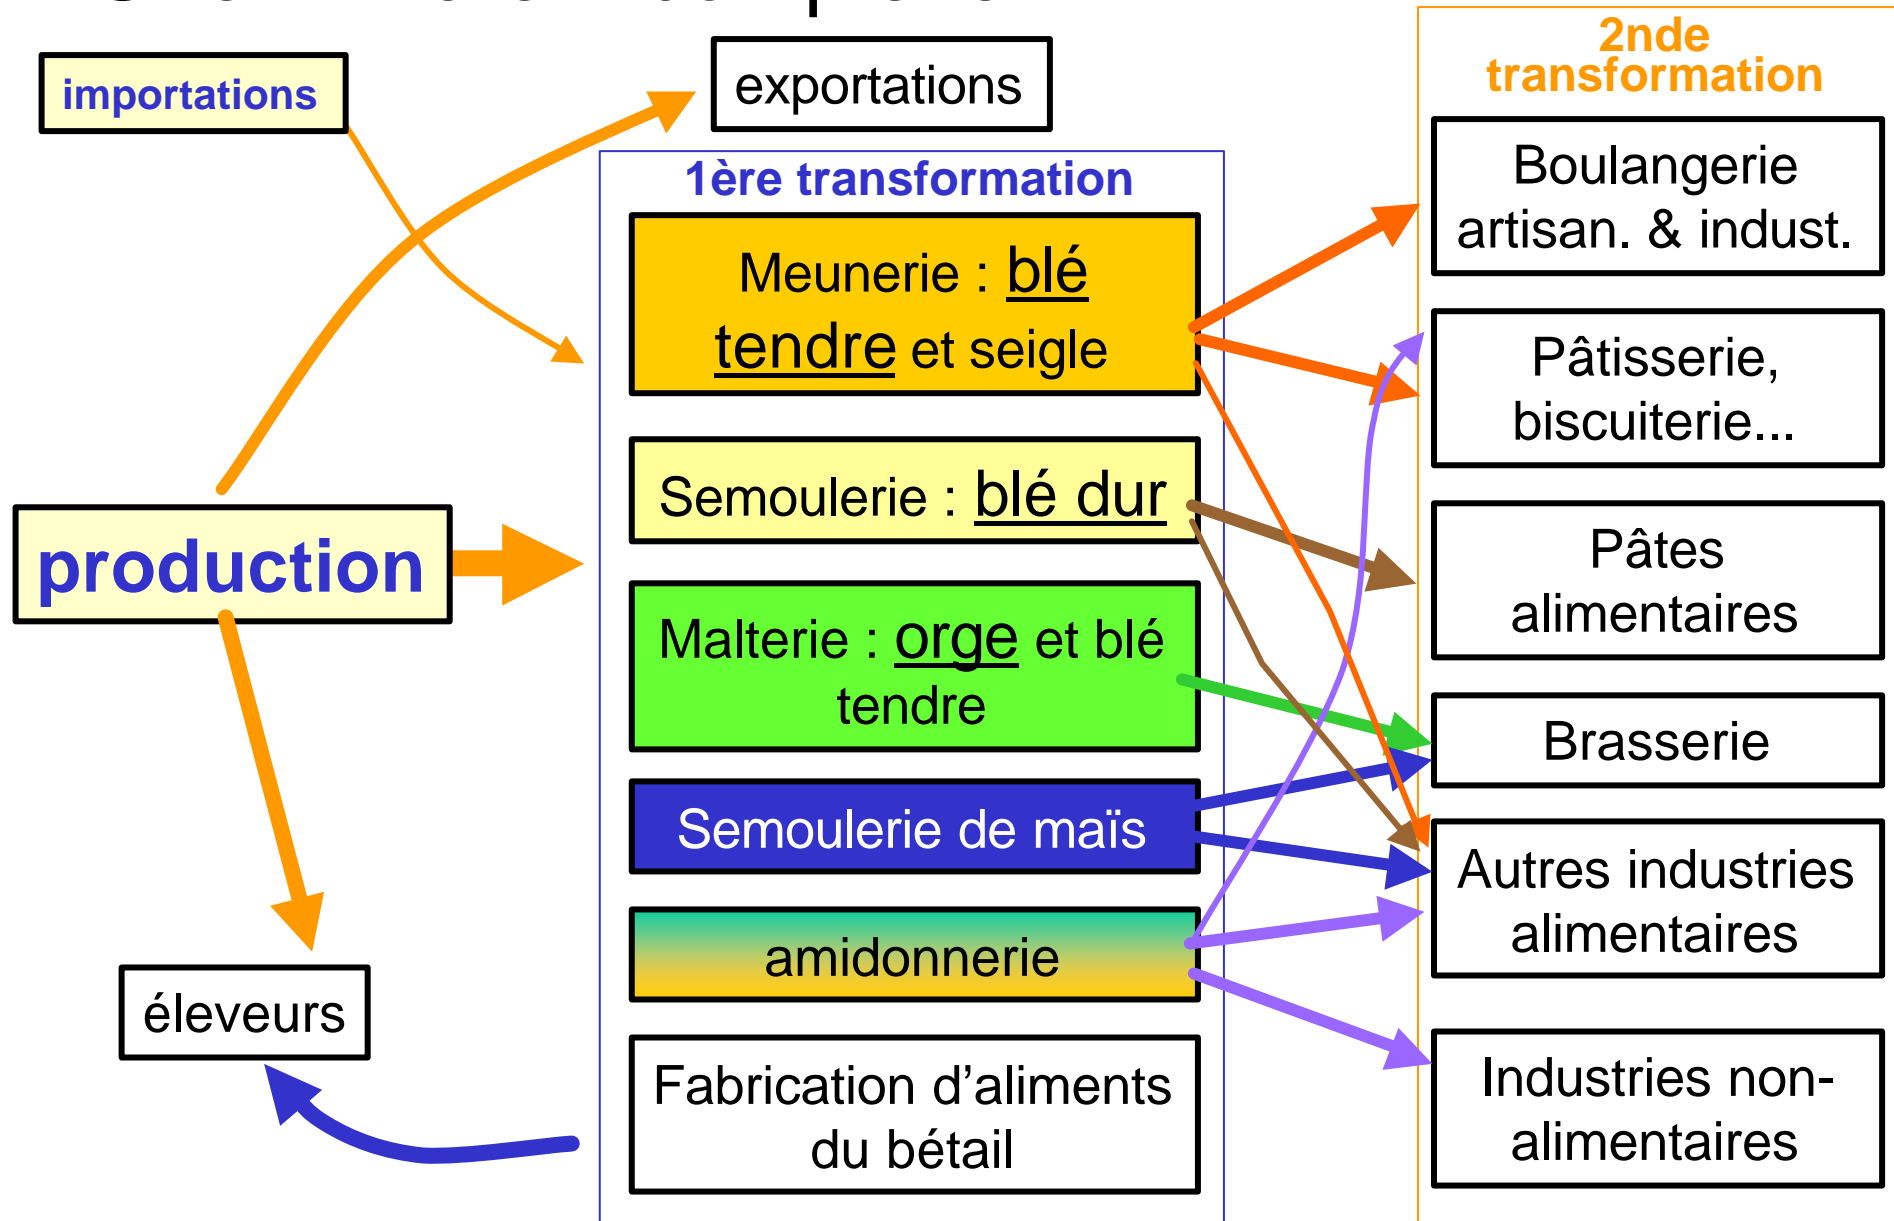 importations
exportations
2nde
transformation
1ère transformation
Meunerie : blé
tendre et seigle
Semoulerie : blé dur
Malterie : orge et blé
tendre
Semoulerie de maïs
amidonnerie
Fabrication d’aliments
du bétail
production
éleveurs
Boulangerie
artisan. & indust.
Pâtisserie,
biscuiterie...
Pâtes
alimentaires
Brasserie
Autres industries
alimentaires
Industries non-
alimentaires